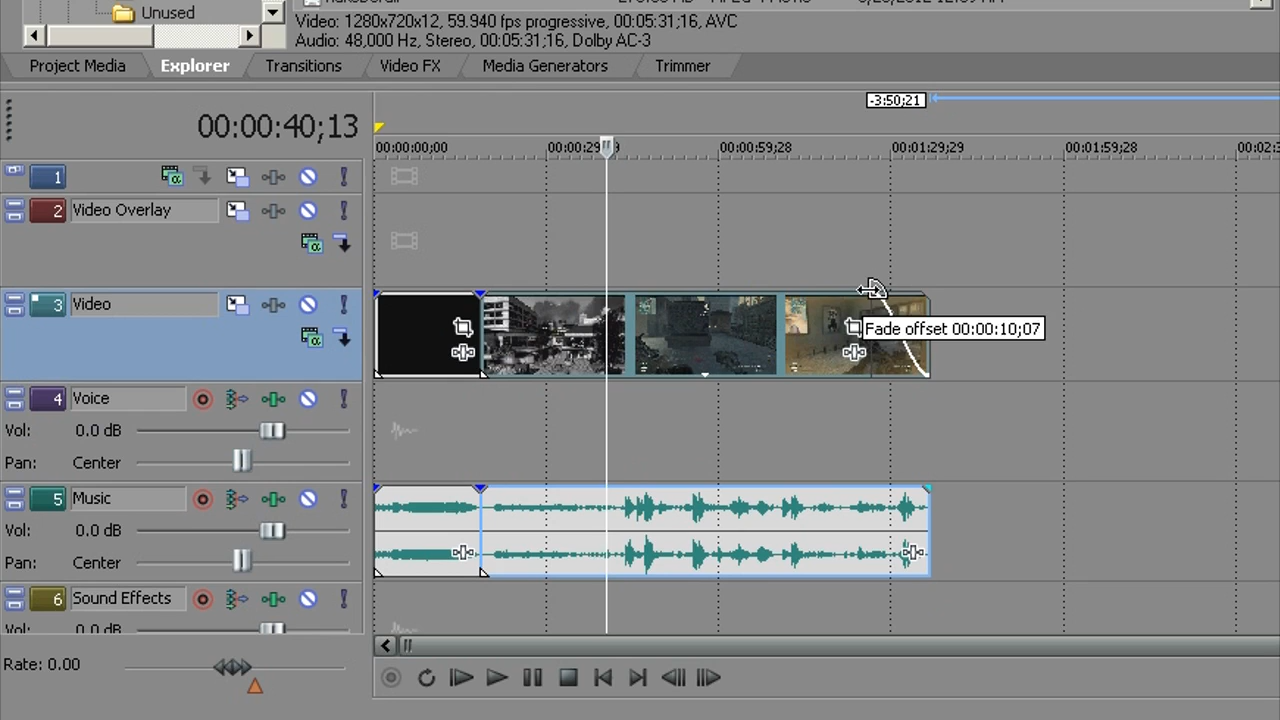 Unused
Video: 1280x720x12, 59.940 fps progressive, 00:05:31;16, AVC
Audio: 48,000 Hz, Stereo, 00:05:31;16, Dolby AC-3
Project Media Explorer Transitions Video FX Media Generators Trimmer
-3:50;21
00:00:40;13
00:00:00;00 00:00:29 00:00:59;28 00:01:29;29 00:01:59;28 00:02:
1
2 Video Overlay
3 Video
Fade offset 00:00:10;07
4 Voice
Vol: 0.0 dB
Pan: Center
5 Music
Vol: 0.0 dB
Pan: Center
6 Sound Effects
Vol: 0.0 dB
Rate: 0.00